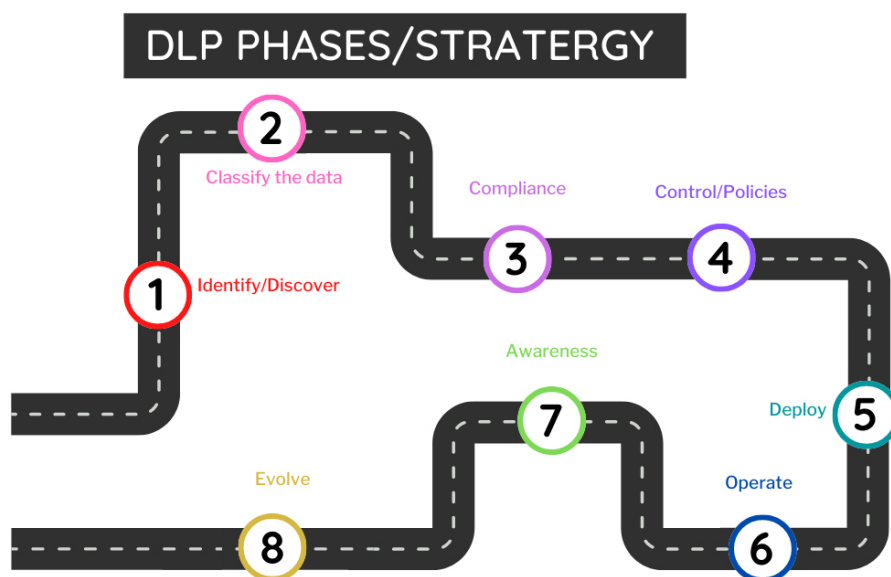 DLP PHASES/STRATERGY
2
Classify the data
Compliance
Control/Policies
3
4
1
Identify/Discover
Awareness
7
Deploy
5
Evolve
Operate
8
6